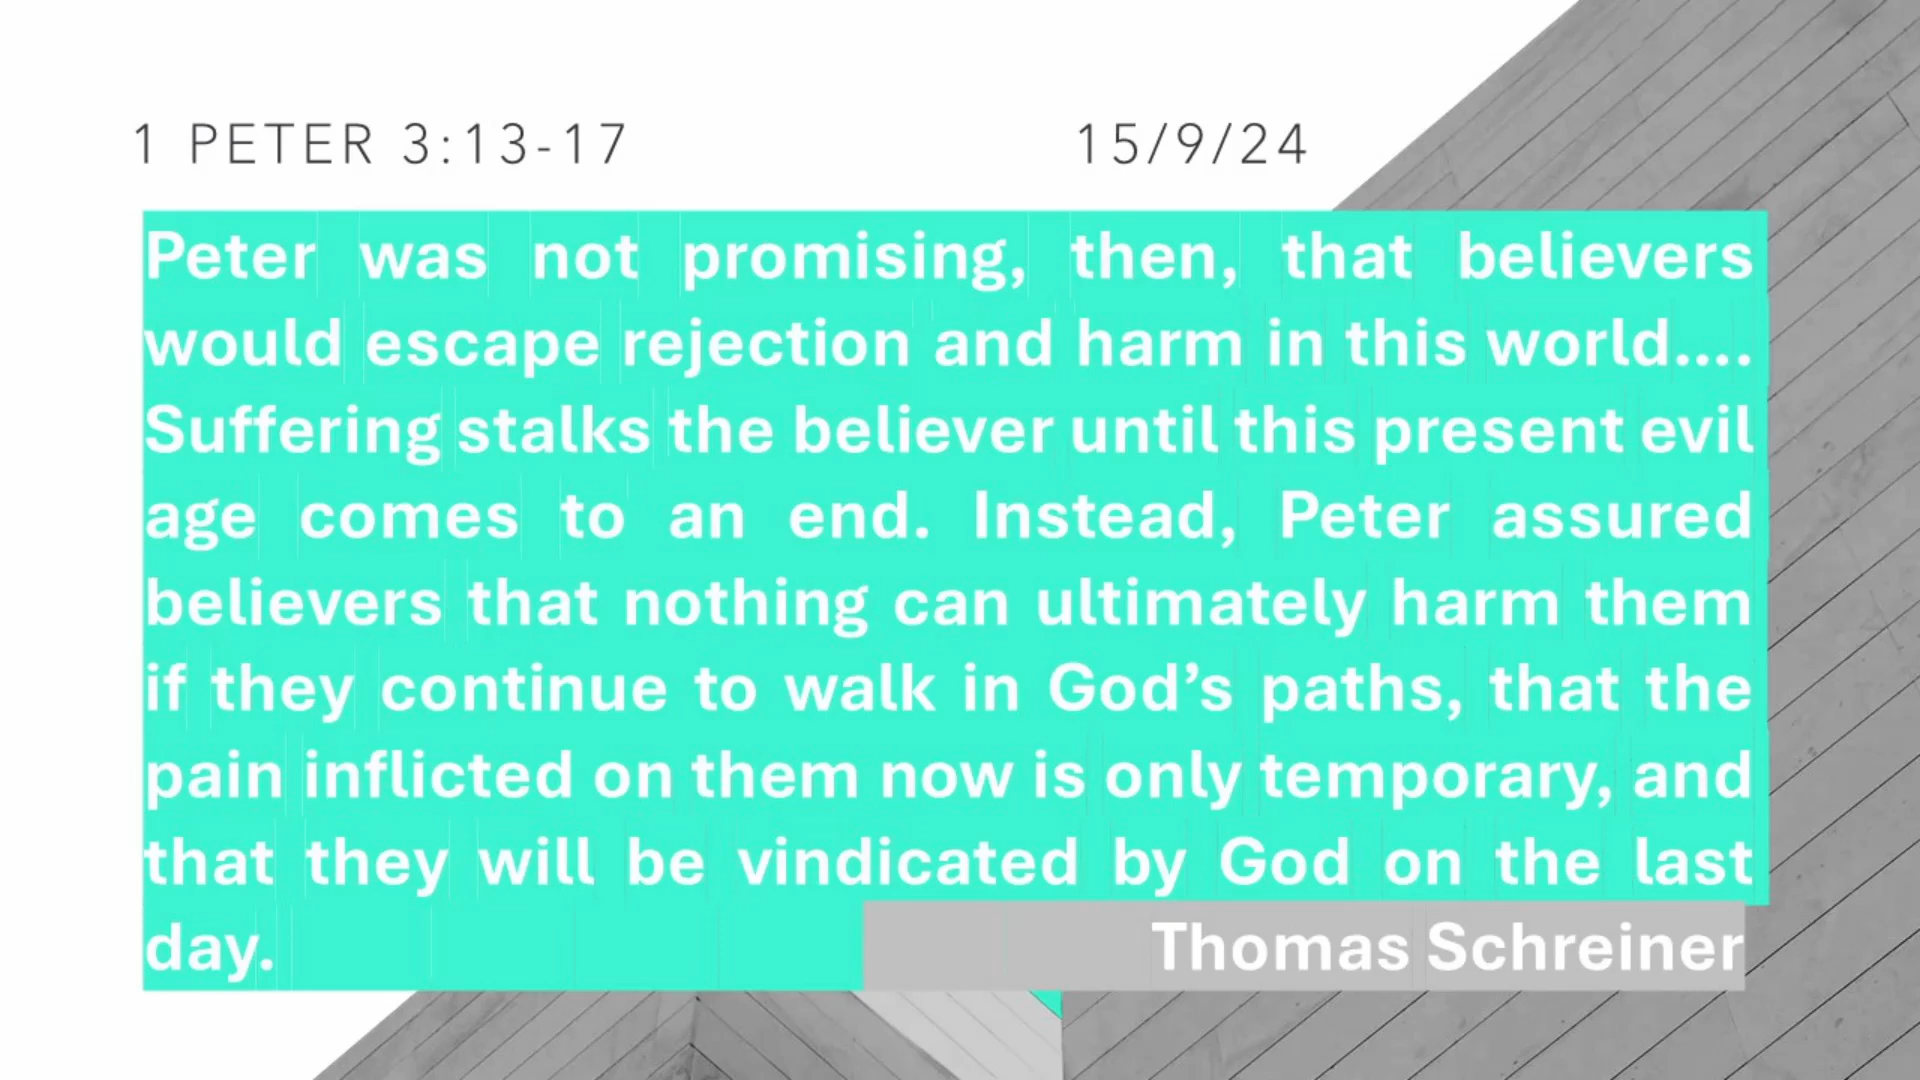 1 PETER 3:13-17 15/9/24
Peter was not promising, then, that believers
would escape rejection and harm in this world....
Suffering stalks the believer until this present evil
age comes to an end. Instead, Peter assured
believers that nothing can ultimately harm them
if they continue to walk in God’s paths, that the
pain inflicted on them now is only temporary, and
that they will be vindicated by God on the last
day. Thomas Schreiner